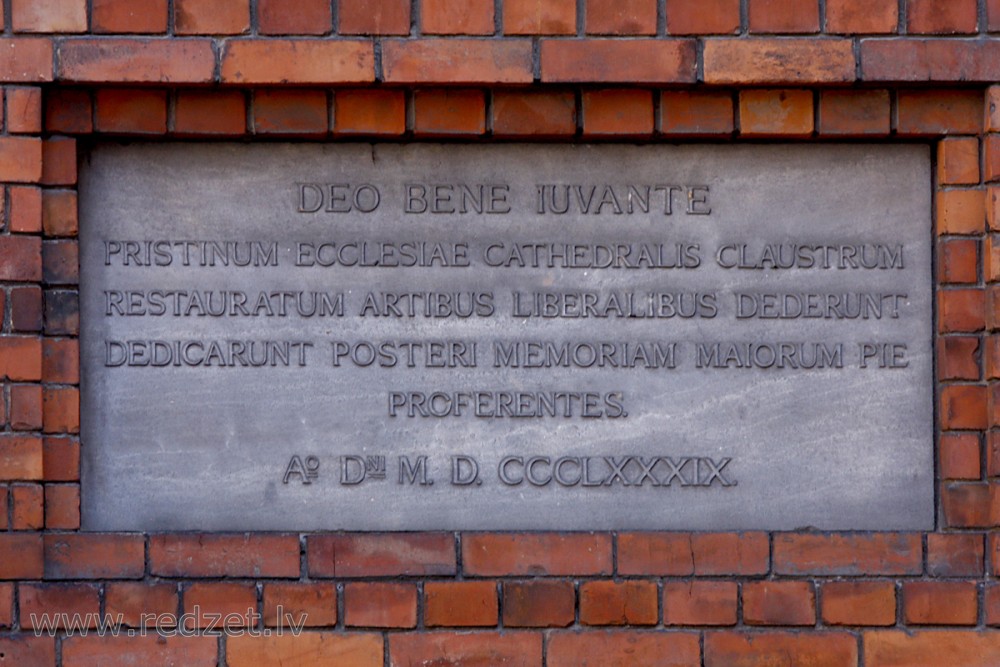 DEO BENE IUVANTE
PRISTINUM ECCLESIAE CATHEDRALIS CLAUSTRUM
RESTAURATUM ARTIBUS LIBERALIBUS DEDERUNT
DEDICARUNT POSTERI MEMORIAM MAIORUM PIE
PROFERENTES.
Aº DNI M. D. CCCLXXXIX.
www.redzet.lv